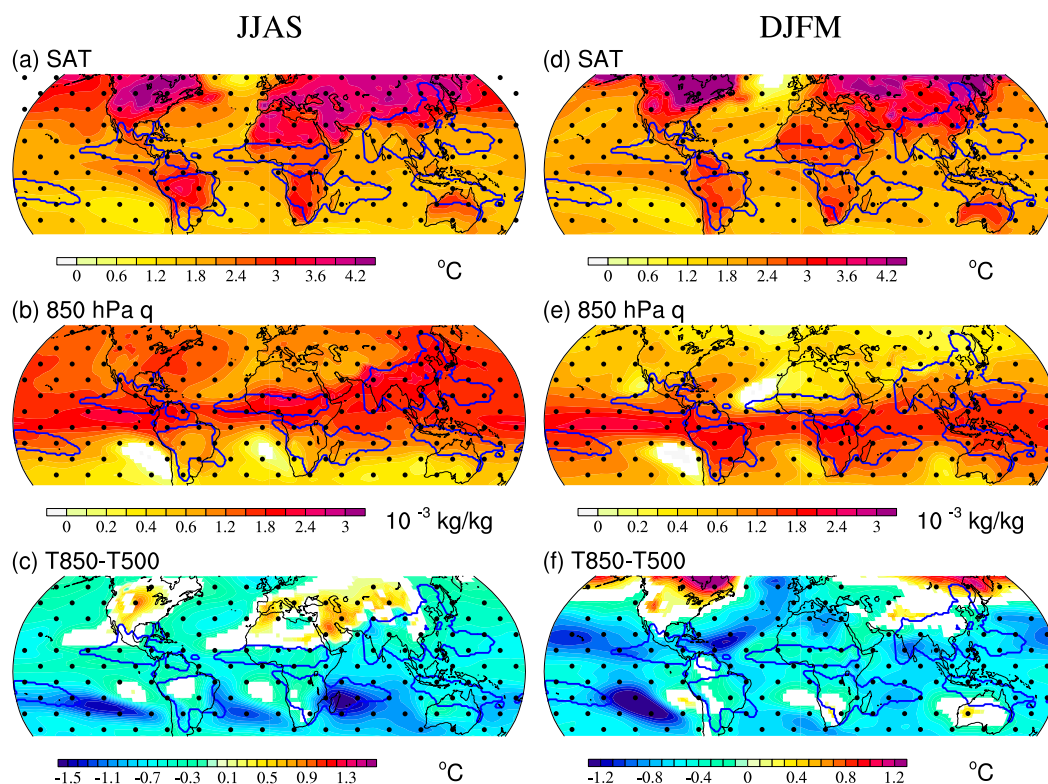 JJAS
DJFM
(a) SAT
(d) SAT
0 0.6 1.2 1.8 2.4 3 3.6 4.2 °C
0 0.6 1.2 1.8 2.4 3 3.6 4.2 °C
(b) 850 hPa q
(e) 850 hPa q
0 0.2 0.4 0.6 1.2 1.8 2.4 3 10 -3 kg/kg
0 0.2 0.4 0.6 1.2 1.8 2.4 3 10 -3 kg/kg
(c) T850-T500
(f) T850-T500
-1.5 -1.1 -0.7 -0.3 0.1 0.5 0.9 1.3 °C
-1.2 -0.8 -0.4 0 0.4 0.8 1.2 °C